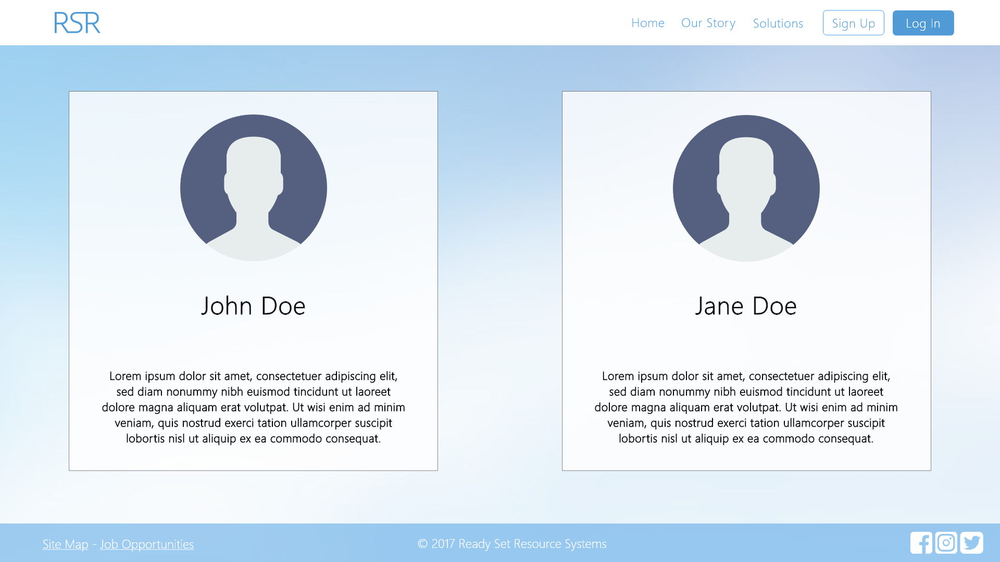 RSR
Home
Our Story
Solutions
Sign Up
Log In
John Doe
Lorem ipsum dolor sit amet, consectetuer adipiscing elit,
sed diam nonummy nibh euismod tincidunt ut laoreet
dolore magna aliquam erat volutpat. Ut wisi enim ad minim
veniam, quis nostrud exerci tation ullamcorper suscipit
lobortis nisl ut aliquip ex ea commodo consequat.
Jane Doe
Lorem ipsum dolor sit amet, consectetuer adipiscing elit,
sed diam nonummy nibh euismod tincidunt ut laoreet
dolore magna aliquam erat volutpat. Ut wisi enim ad minim
veniam, quis nostrud exerci tation ullamcorper suscipit
lobortis nisl ut aliquip ex ea commodo consequat.
Site Map - Job Opportunities
© 2017 Ready Set Resource Systems